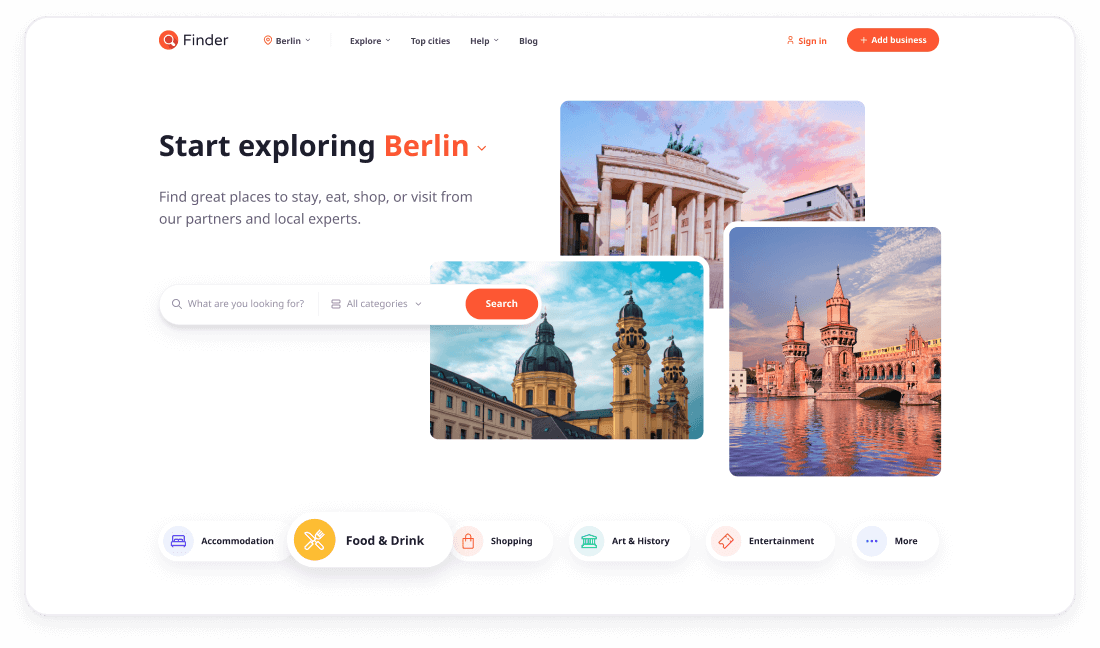 Finder
Berlin
Explore
Top cities
Help
Blog
Sign in
+ Add business
Start exploring Berlin
Find great places to stay, eat, shop, or visit from
our partners and local experts.
What are you looking for?
All categories
Search
Accommodation
Food & Drink
Shopping
Art & History
Entertainment
More